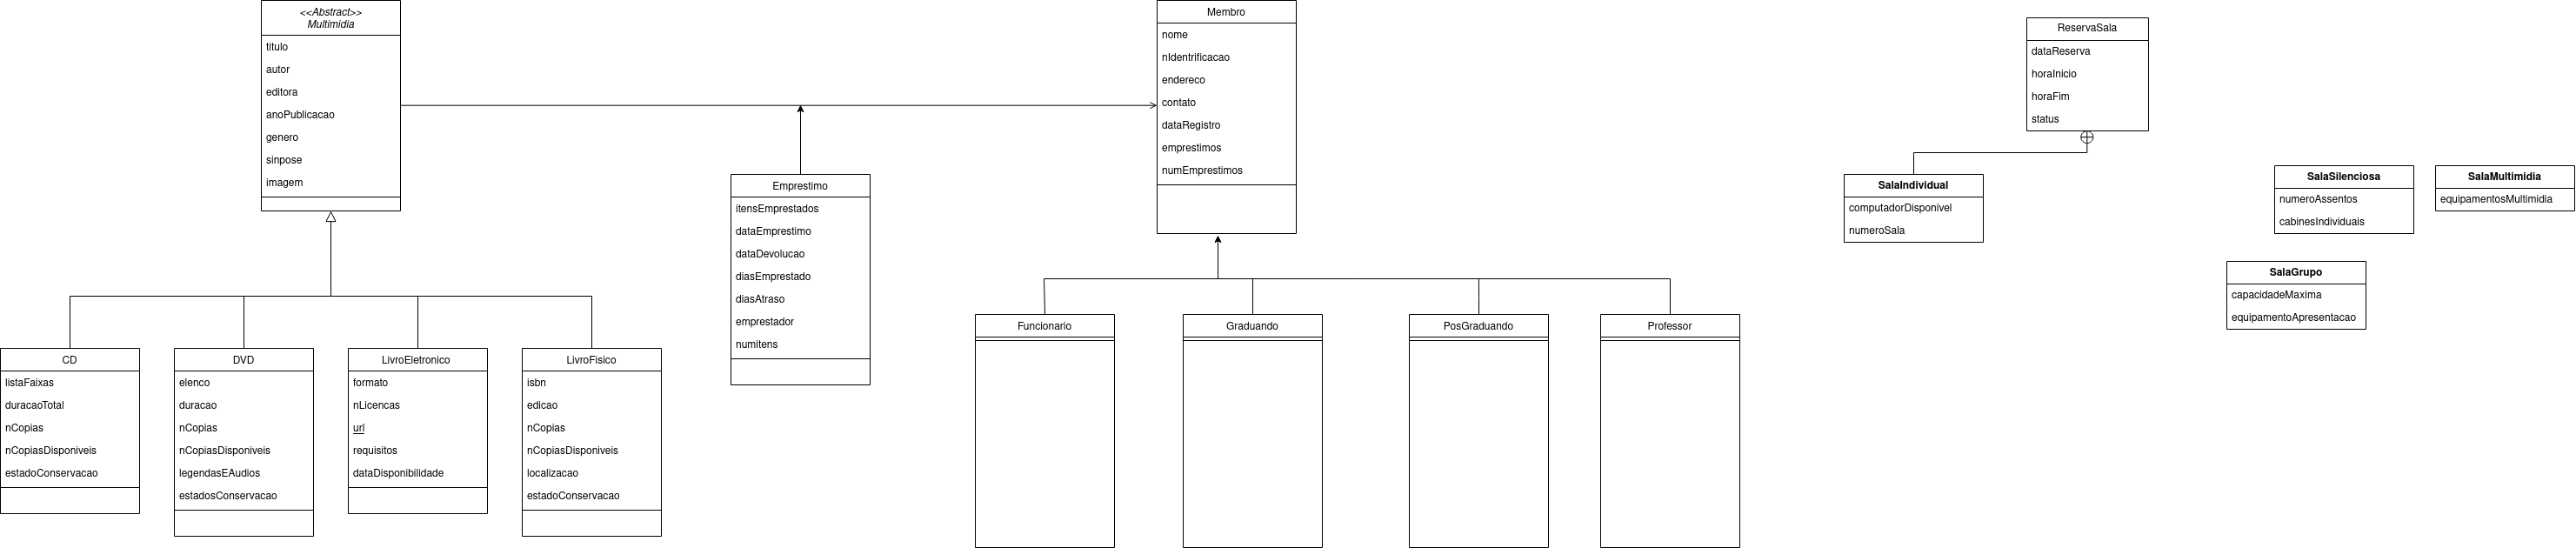 <<Abstract>>
Multimidia
titulo
autor
editora
anoPublicacao
genero
sinpose
imagem
Membro
nome
nIdentrificacao
endereco
contato
dataRegistro
emprestimos
numEmprestimos
ReservaSala
dataReserva
horaInicio
horaFim
status
Emprestimo
itensEmprestados
dataEmprestimo
dataDevolucao
diasEmprestado
diasAtraso
emprestador
numitens
SalaIndividual
computadorDisponivel
numeroSala
SalaSilenciosa
numeroAssentos
cabinesIndividuais
SalaMultimidia
equipamentosMultimidia
SalaGrupo
capacidadeMaxima
equipamentoApresentacao
CD
listaFaixas
duracaoTotal
nCopias
nCopiasDisponiveis
estadoConservacao
DVD
elenco
duracao
nCopias
nCopiasDisponiveis
legendasEAudios
estadosConservacao
LivroEletronico
formato
nLicencas
url
requisitos
dataDisponibilidade
LivroFisico
isbn
edicao
nCopias
nCopiasDisponiveis
localizacao
estadoConservacao
Funcionario
Graduando
PosGraduando
Professor